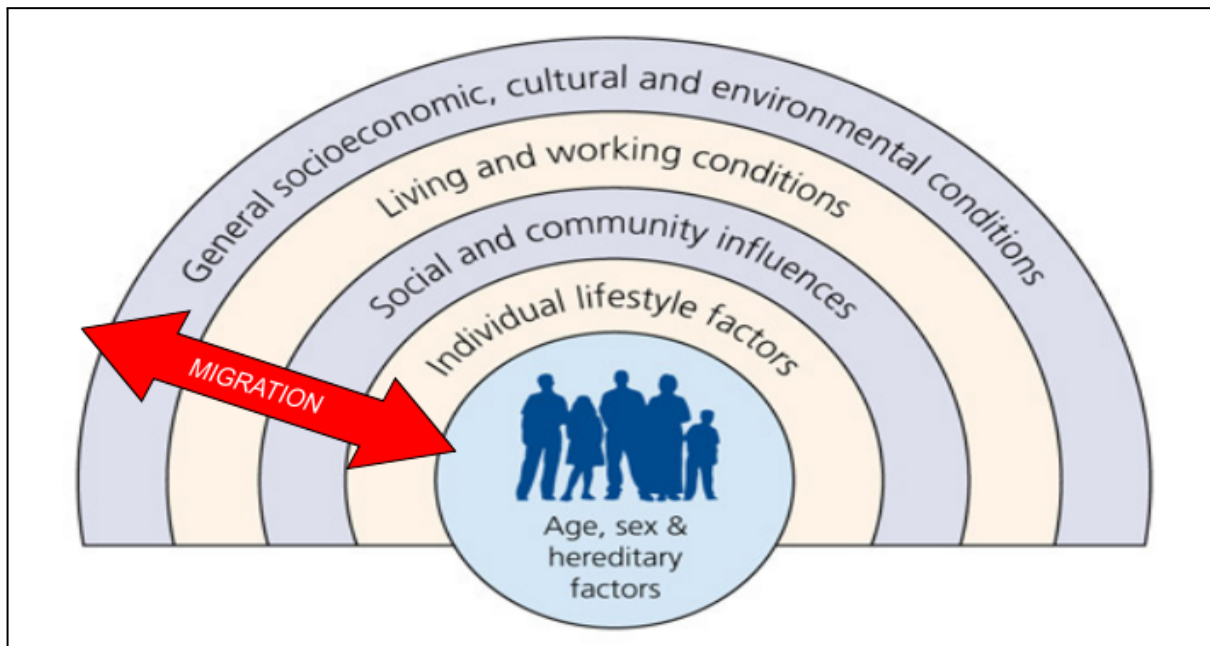 General socioeconomic, cultural and environmental conditions
Living and working conditions
Social and community influences
Individual lifestyle factors
MIGRATION
Age, sex &
hereditary
factors